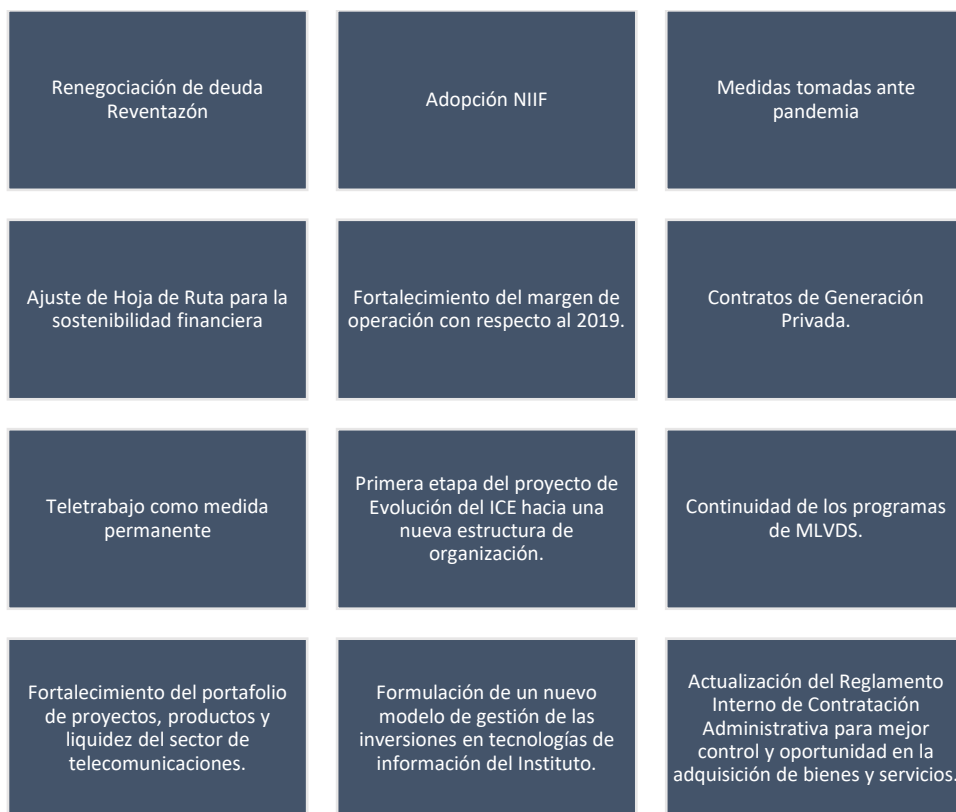 Renegociación de deuda
Reventazón
Adopción NIIF
Medidas tomadas ante
pandemia
Ajuste de Hoja de Ruta para la
sostenibilidad financiera
Fortalecimiento del margen de
operación con respecto al 2019.
Contratos de Generación
Privada.
Teletrabajo como medida
permanente
Primera etapa del proyecto de
Evolución del ICE hacia una
nueva estructura de
organización.
Continuidad de los programas
de MLVDS.
Fortalecimiento del portafolio
de proyectos, productos y
liquidez del sector de
telecomunicaciones.
Formulación de un nuevo
modelo de gestión de las
inversiones en tecnologías de
información del Instituto.
Actualización del Reglamento
Interno de Contratación
Administrativa para mejor
control y oportunidad en la
adquisición de bienes y servicios.